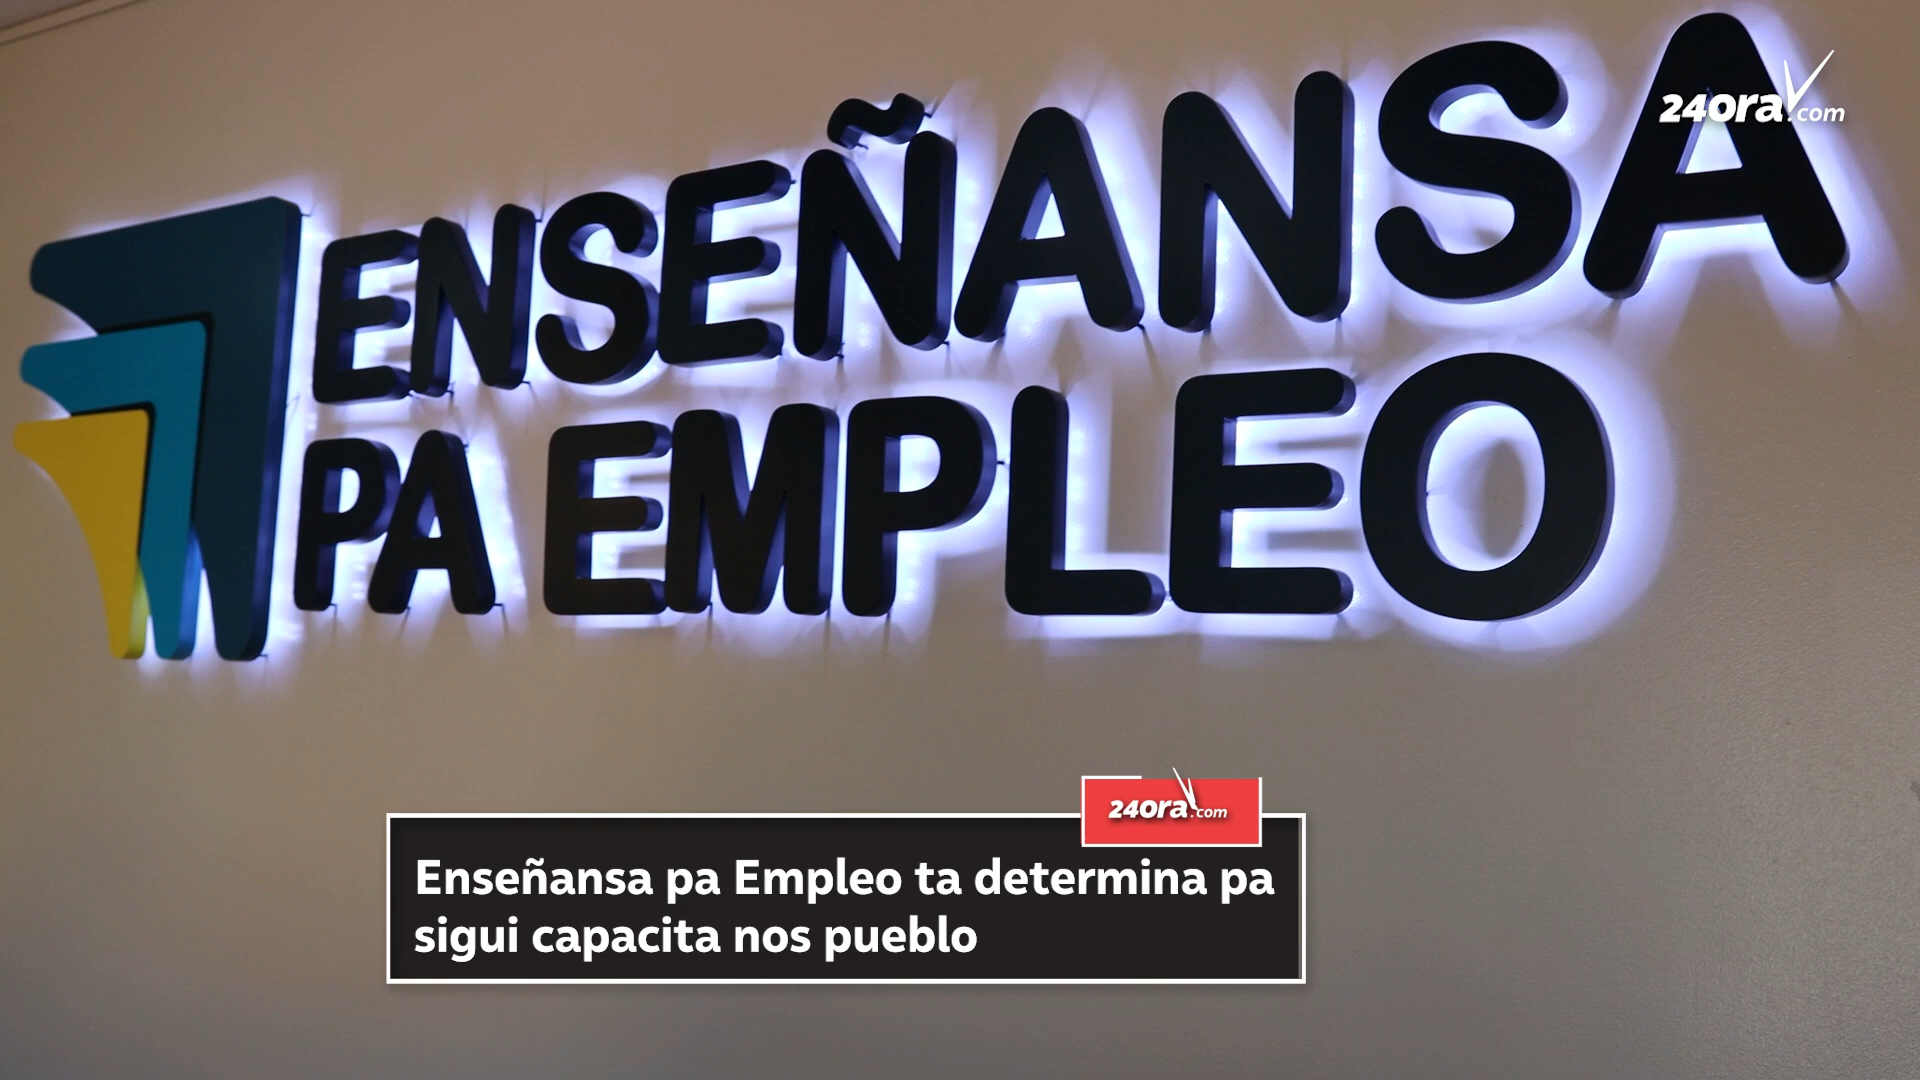 24ora.com
ENSEÑANSA
PA EMPLEO
24ora.com
Enseñansa pa Empleo ta determina pa
sigui capacita nos pueblo